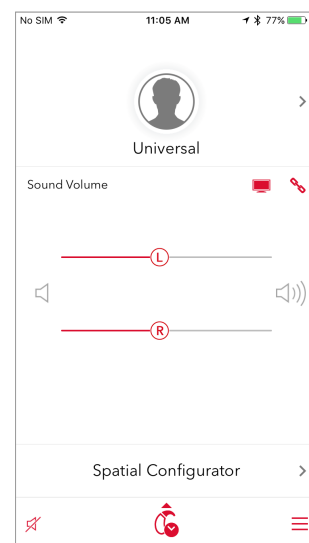 No SIM 11:05 AM 77%
Universal
Sound Volume
L
R
Spatial Configurator